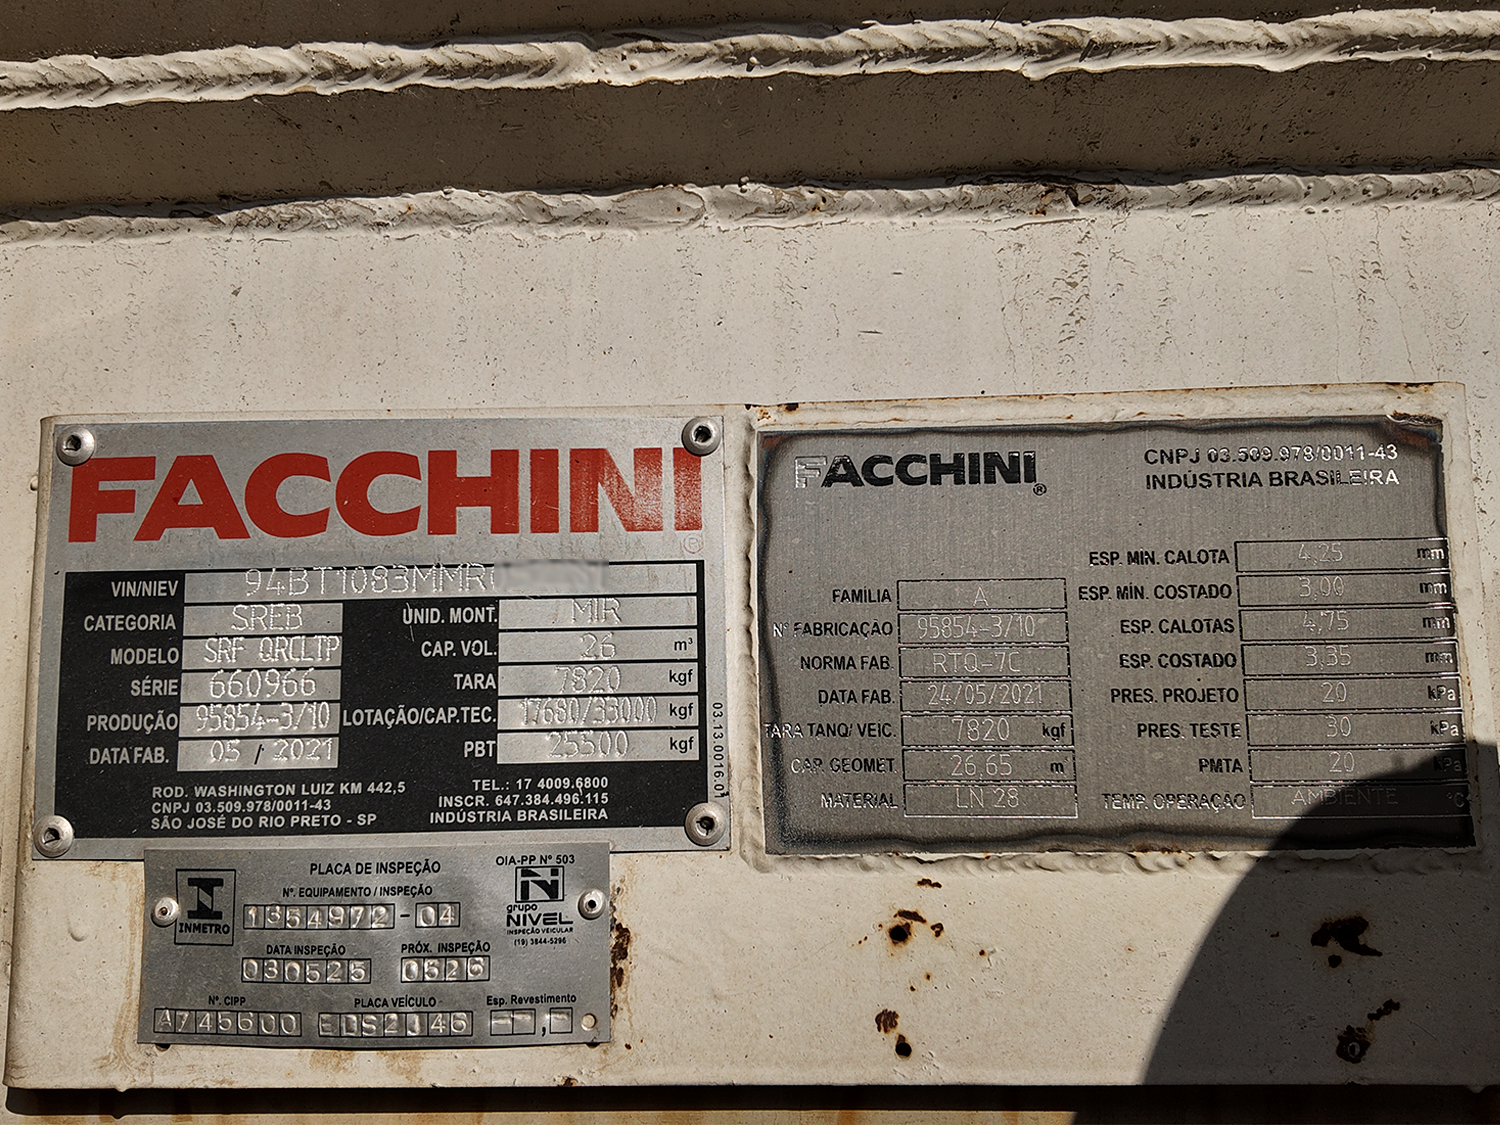 FACCHINI ®
VIN/NIEV 94BT1083MMR
CATEGORIA SREB UNID. MONT. MIR
MODELO SRF QRCLTP CAP. VOL. 26 m³
SÉRIE 660966 TARA 7820 kgf
PRODUÇÃO 95854-3/10 LOTAÇÃO/CAP.TEC. 17680/33000 kgf
DATA FAB. 05 / 2021 PBT 25500 kgf
ROD. WASHINGTON LUIZ KM 442,5 TEL.: 17 4009.6800
CNPJ 03.509.978/0011-43 INSCR. 647.384.496.115
SÃO JOSÉ DO RIO PRETO - SP INDÚSTRIA BRASILEIRA
03.13.0016.01
PLACA DE INSPEÇÃO OIA-PP Nº 503
Nº. EQUIPAMENTO / INSPEÇÃO
INMETRO 1354972-04
N
grupo
NIVEL
INSPEÇÃO VEICULAR
(19) 3844-5296
DATA INSPEÇÃO PRÓX. INSPEÇÃO
030525 0526
Nº. CIPP PLACA VEÍCULO Esp. Revestimento
A745600 EDS2J46 --,-
FACCHINI ® CNPJ 03.509.978/0011-43
INDÚSTRIA BRASILEIRA
ESP. MIN. CALOTA 4,25 mm
FAMÍLIA A ESP. MÍN. COSTADO 3,00 mm
Nº FABRICAÇÃO 95854-3/10 ESP. CALOTAS 4,75 mm
NORMA FAB. RTQ-7C ESP. COSTADO 3,35 mm
DATA FAB. 24/05/2021 PRES. PROJETO 20 kPa
TARA TANQ/ VEIC. 7820 kgf PRES. TESTE 30 kPa
CAP. GEOMET. 26,65 m³ PMTA 20 kPa
MATERIAL LN 28 TEMP. OPERAÇÃO AMBIENTE °C